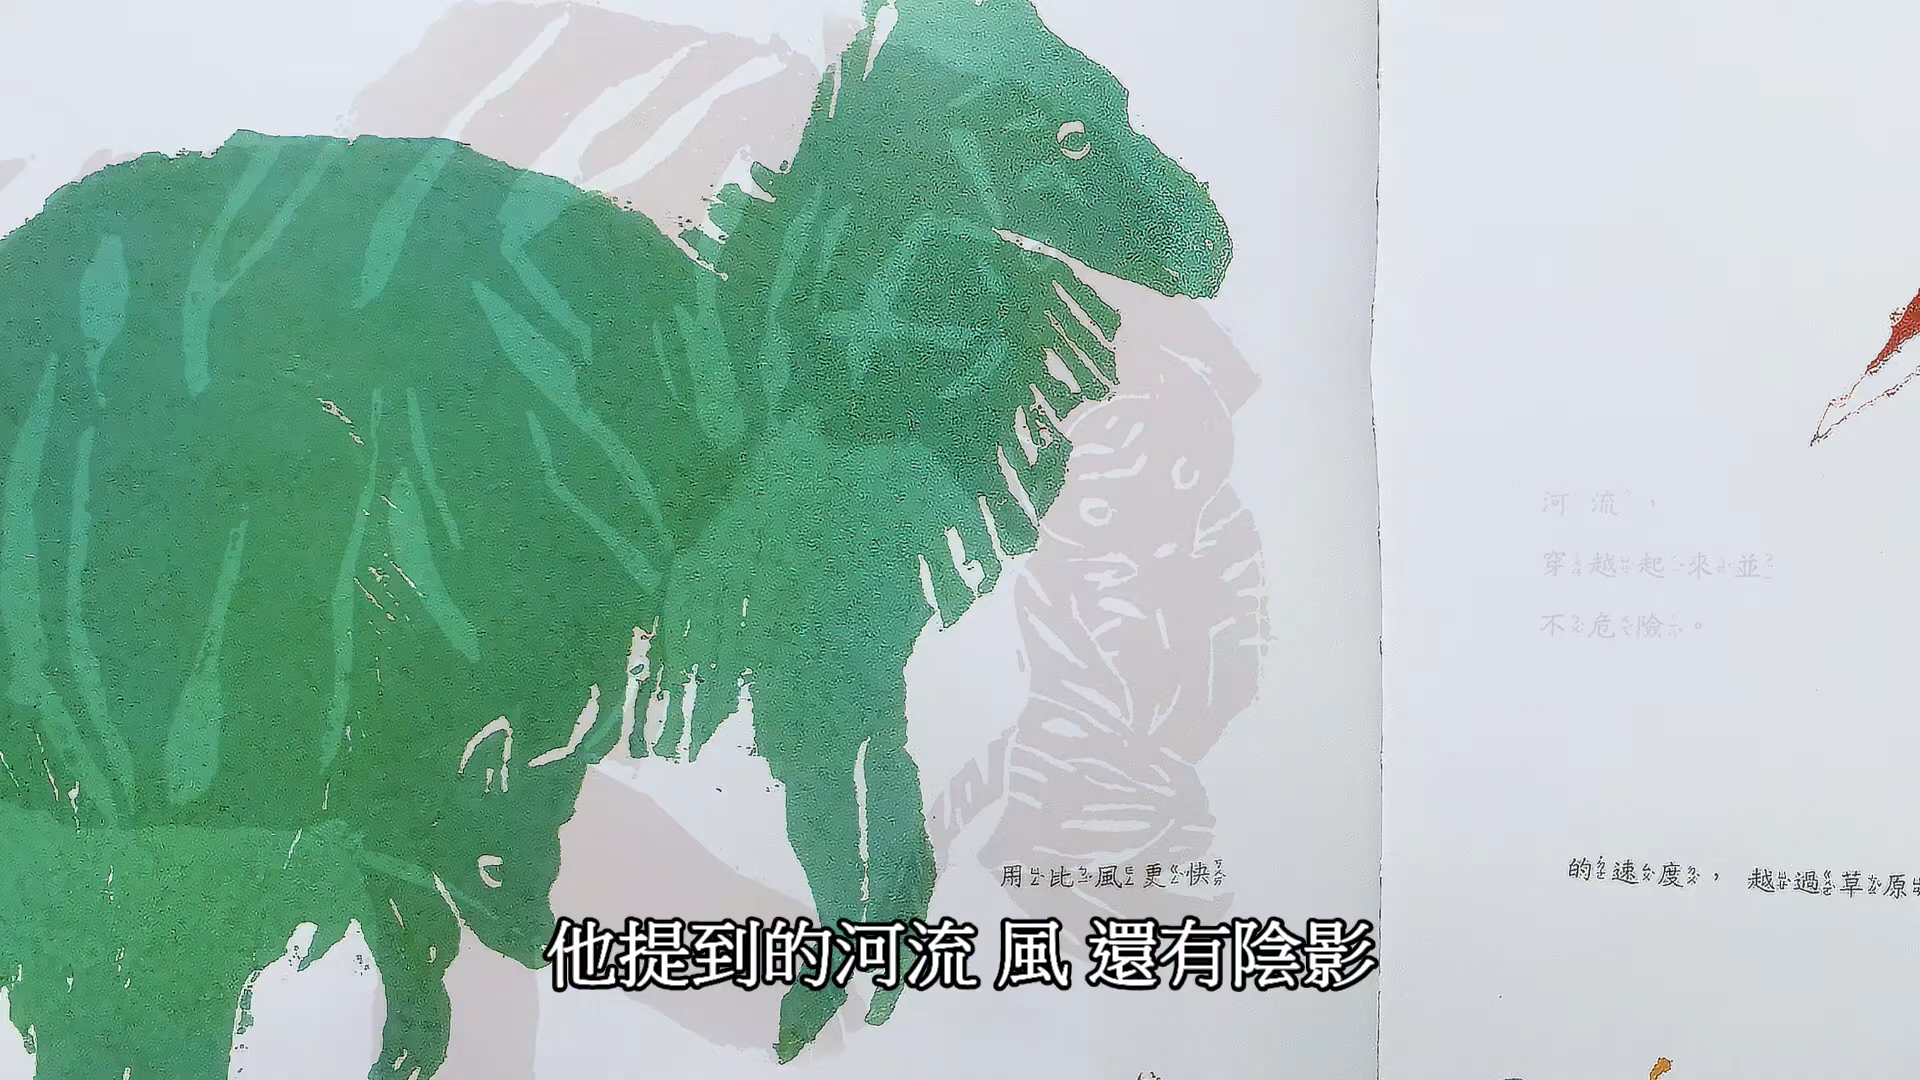 河流，
穿越起來並
不危險。
用比風更快
的速度，越過草原
他提到的河流 風 還有陰影